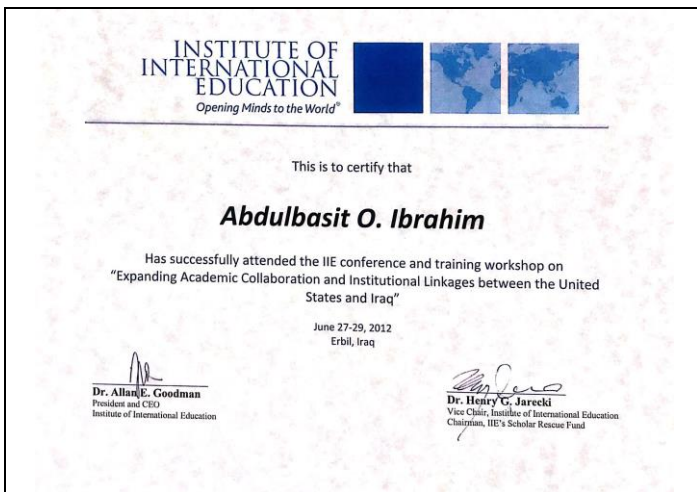 INSTITUTE OF
INTERNATIONAL
EDUCATION
Opening Minds to the World®
This is to certify that
Abdulbasit O. Ibrahim
Has successfully attended the IIE conference and training workshop on
"Expanding Academic Collaboration and Institutional Linkages between the United
States and Iraq"
June 27-29, 2012
Erbil, Iraq
Dr. Allan E. Goodman
President and CEO
Institute of International Education
Dr. Henry G. Jarecki
Vice Chair, Institute of International Education
Chairman, IIE's Scholar Rescue Fund